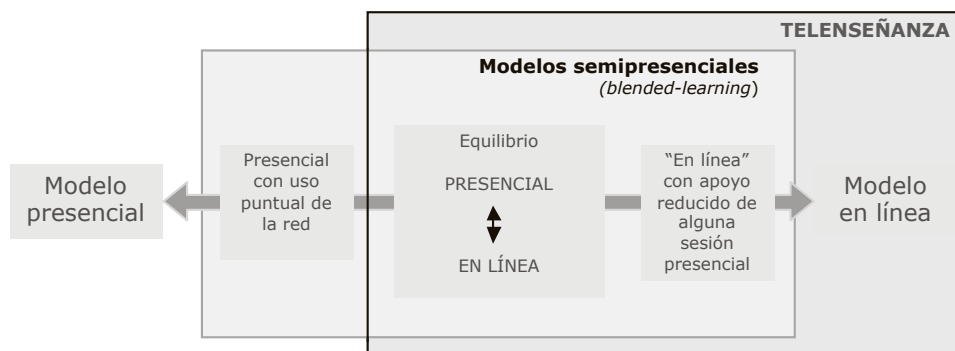 TELENSEÑANZA
Modelos semipresenciales
(blended-learning)
Modelo
presencial
Presencial
con uso
puntual de
la red
Equilibrio
PRESENCIAL
EN LÍNEA
“En línea”
con apoyo
reducido de
alguna
sesión
presencial
Modelo
en línea